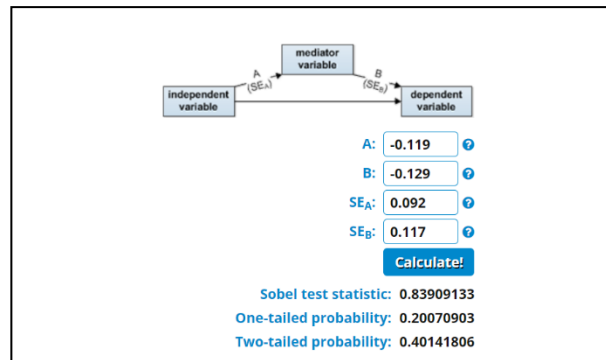 mediator
variable
A
(SEA)
B
(SEB)
independent
variable
dependent
variable
A: -0.119 ?
B: -0.129 ?
SEA: 0.092 ?
SEB: 0.117 ?
Calculate!
Sobel test statistic: 0.83909133
One-tailed probability: 0.20070903
Two-tailed probability: 0.40141806